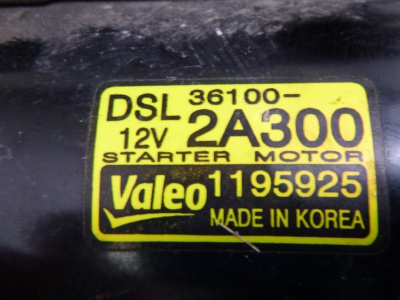 DSL 36100-
12V 2A300
STARTER MOTOR
Valeo 1195925
MADE IN KOREA